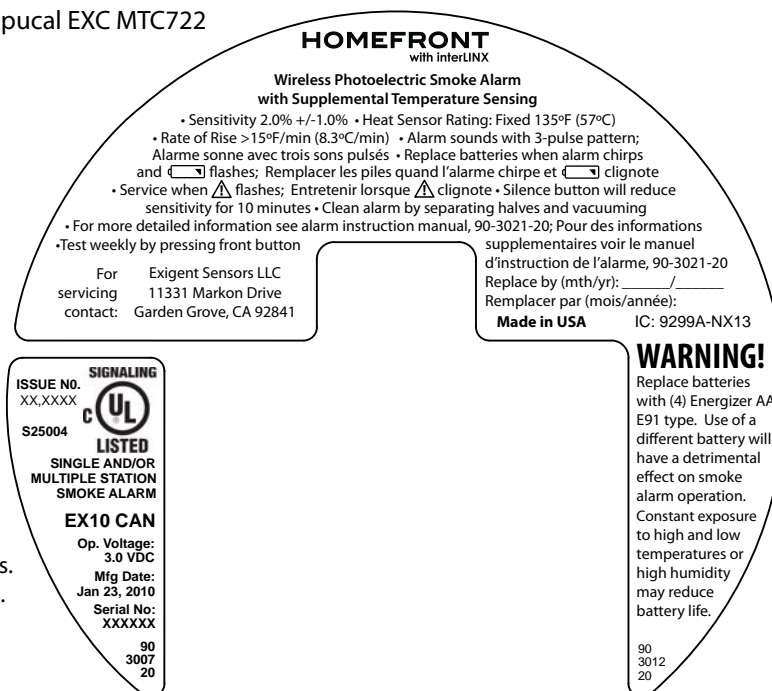 pucal EXC MTC722
HOMEFRONT
with interLINX
Wireless Photoelectric Smoke Alarm
with Supplemental Temperature Sensing
• Sensitivity 2.0% +/-1.0% • Heat Sensor Rating: Fixed 135ºF (57ºC)
• Rate of Rise >15ºF/min (8.3ºC/min) • Alarm sounds with 3-pulse pattern;
Alarme sonne avec trois sons pulsés • Replace batteries when alarm chirps
and flashes; Remplacer les piles quand l'alarme chirpe et clignote
• Service when flashes; Entretenir lorsque clignote • Silence button will reduce
sensitivity for 10 minutes • Clean alarm by separating halves and vacuuming
• For more detailed information see alarm instruction manual, 90-3021-20; Pour des informations
•Test weekly by pressing front button
supplementaires voir le manuel
d'instruction de l'alarme, 90-3021-20
Replace by (mth/yr): ______/______
Remplacer par (mois/année):
Made in USA IC: 9299A-NX13
For
servicing
contact:
Exigent Sensors LLC
11331 Markon Drive
Garden Grove, CA 92841
SIGNALING
ISSUE N0.
XX,XXXX
C UL
S25004
LISTED
SINGLE AND/OR
MULTIPLE STATION
SMOKE ALARM
EX10 CAN
Op. Voltage:
3.0 VDC
Mfg Date:
Jan 23, 2010
Serial No:
XXXXXX
90
3007
20
s.
.
WARNING!
Replace batteries
with (4) Energizer AA
E91 type. Use of a
different battery will
have a detrimental
effect on smoke
alarm operation.
Constant exposure
to high and low
temperatures or
high humidity
may reduce
battery life.
90
3012
20